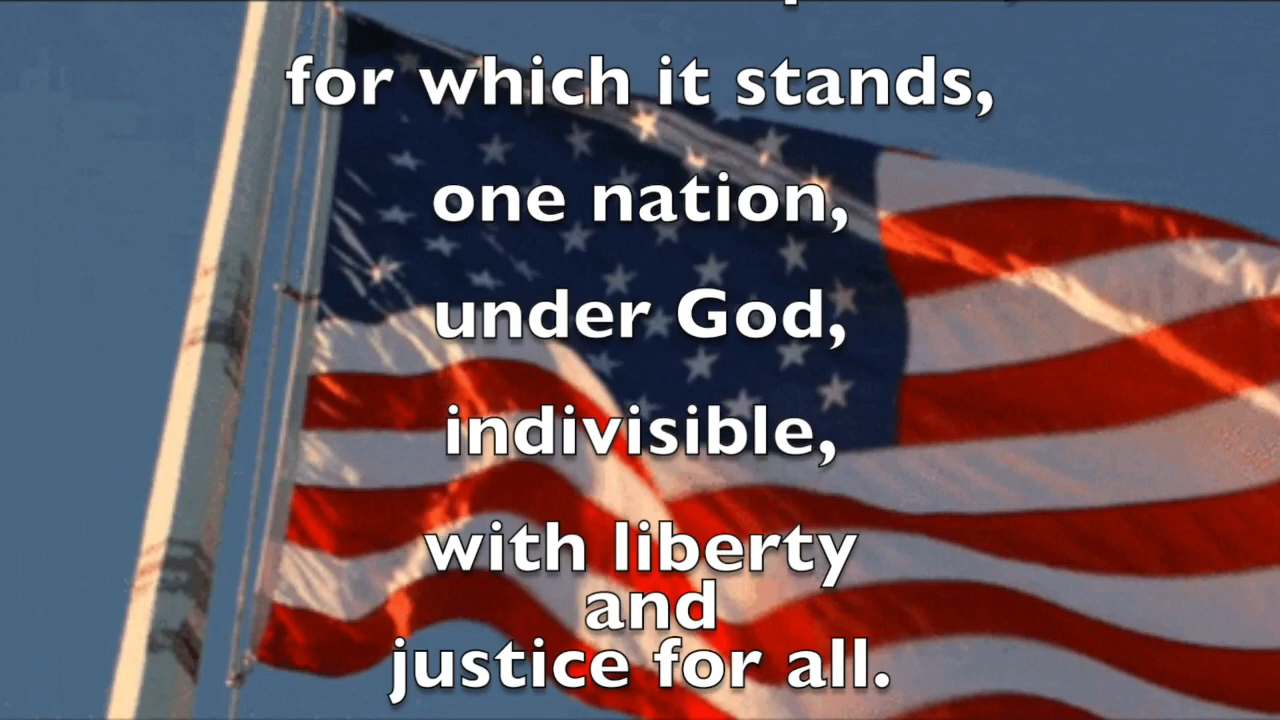 for which it stands,
one nation,
under God,
indivisible,
with liberty
and
justice for all.